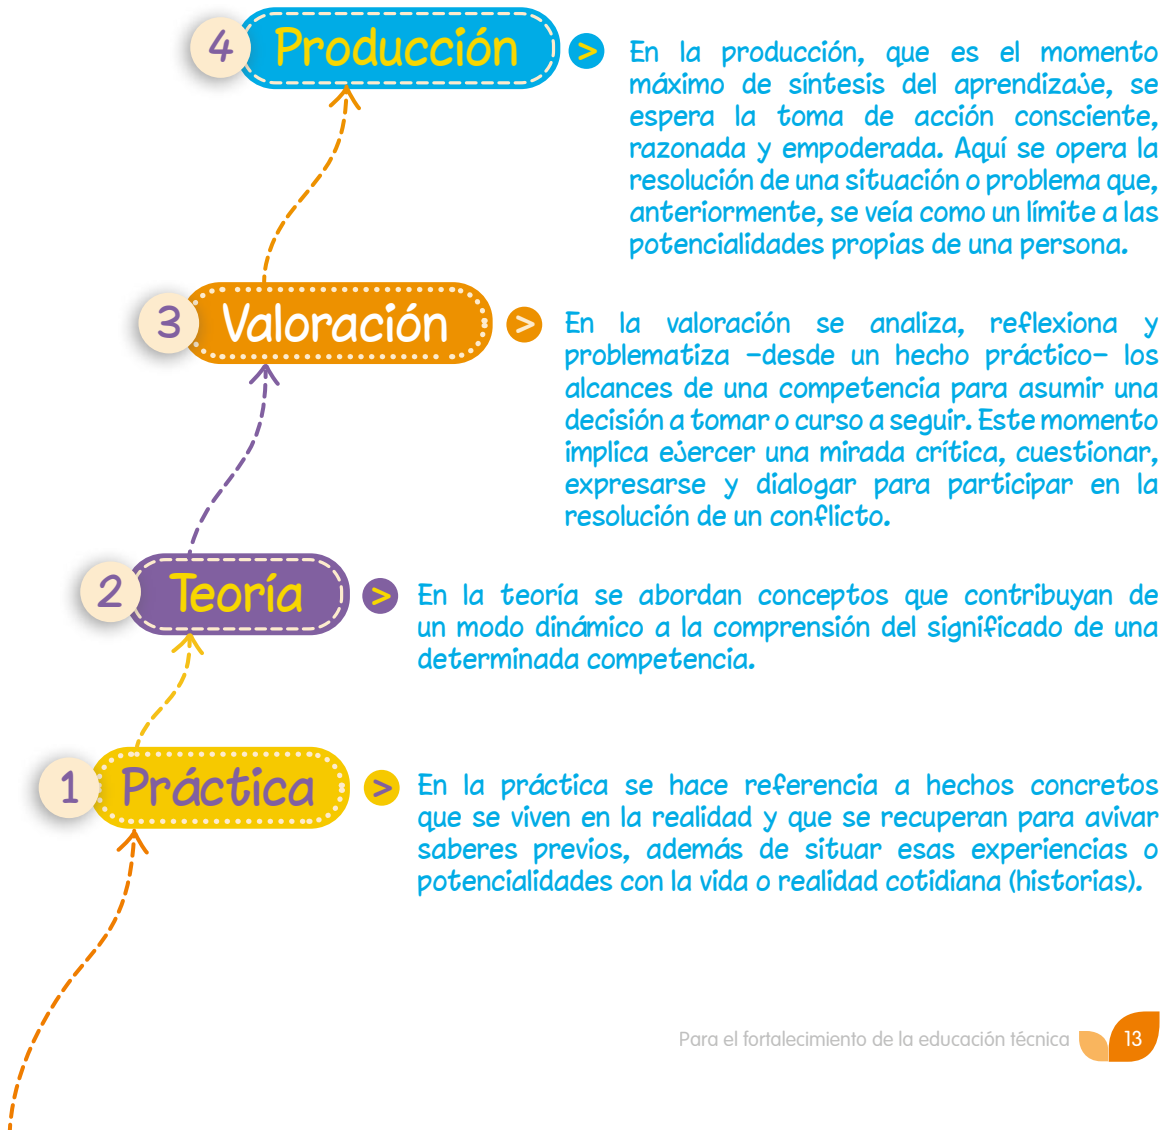 4 Producción >
En la producción, que es el momento
máximo de síntesis del aprendizaje, se
espera la toma de acción consciente,
razonada y empoderada. Aquí se opera la
resolución de una situación o problema que,
anteriormente, se veía como un límite a las
potencialidades propias de una persona.
3 Valoración >
En la valoración se analiza, reflexiona y
problematiza –desde un hecho práctico– los
alcances de una competencia para asumir una
decisión a tomar o curso a seguir. Este momento
implica ejercer una mirada crítica, cuestionar,
expresarse y dialogar para participar en la
resolución de un conflicto.
2 Teoría >
En la teoría se abordan conceptos que contribuyan de
un modo dinámico a la comprensión del significado de una
determinada competencia.
1 Práctica >
En la práctica se hace referencia a hechos concretos
que se viven en la realidad y que se recuperan para avivar
saberes previos, además de situar esas experiencias o
potencialidades con la vida o realidad cotidiana (historias).
Para el fortalecimiento de la educación técnica 13